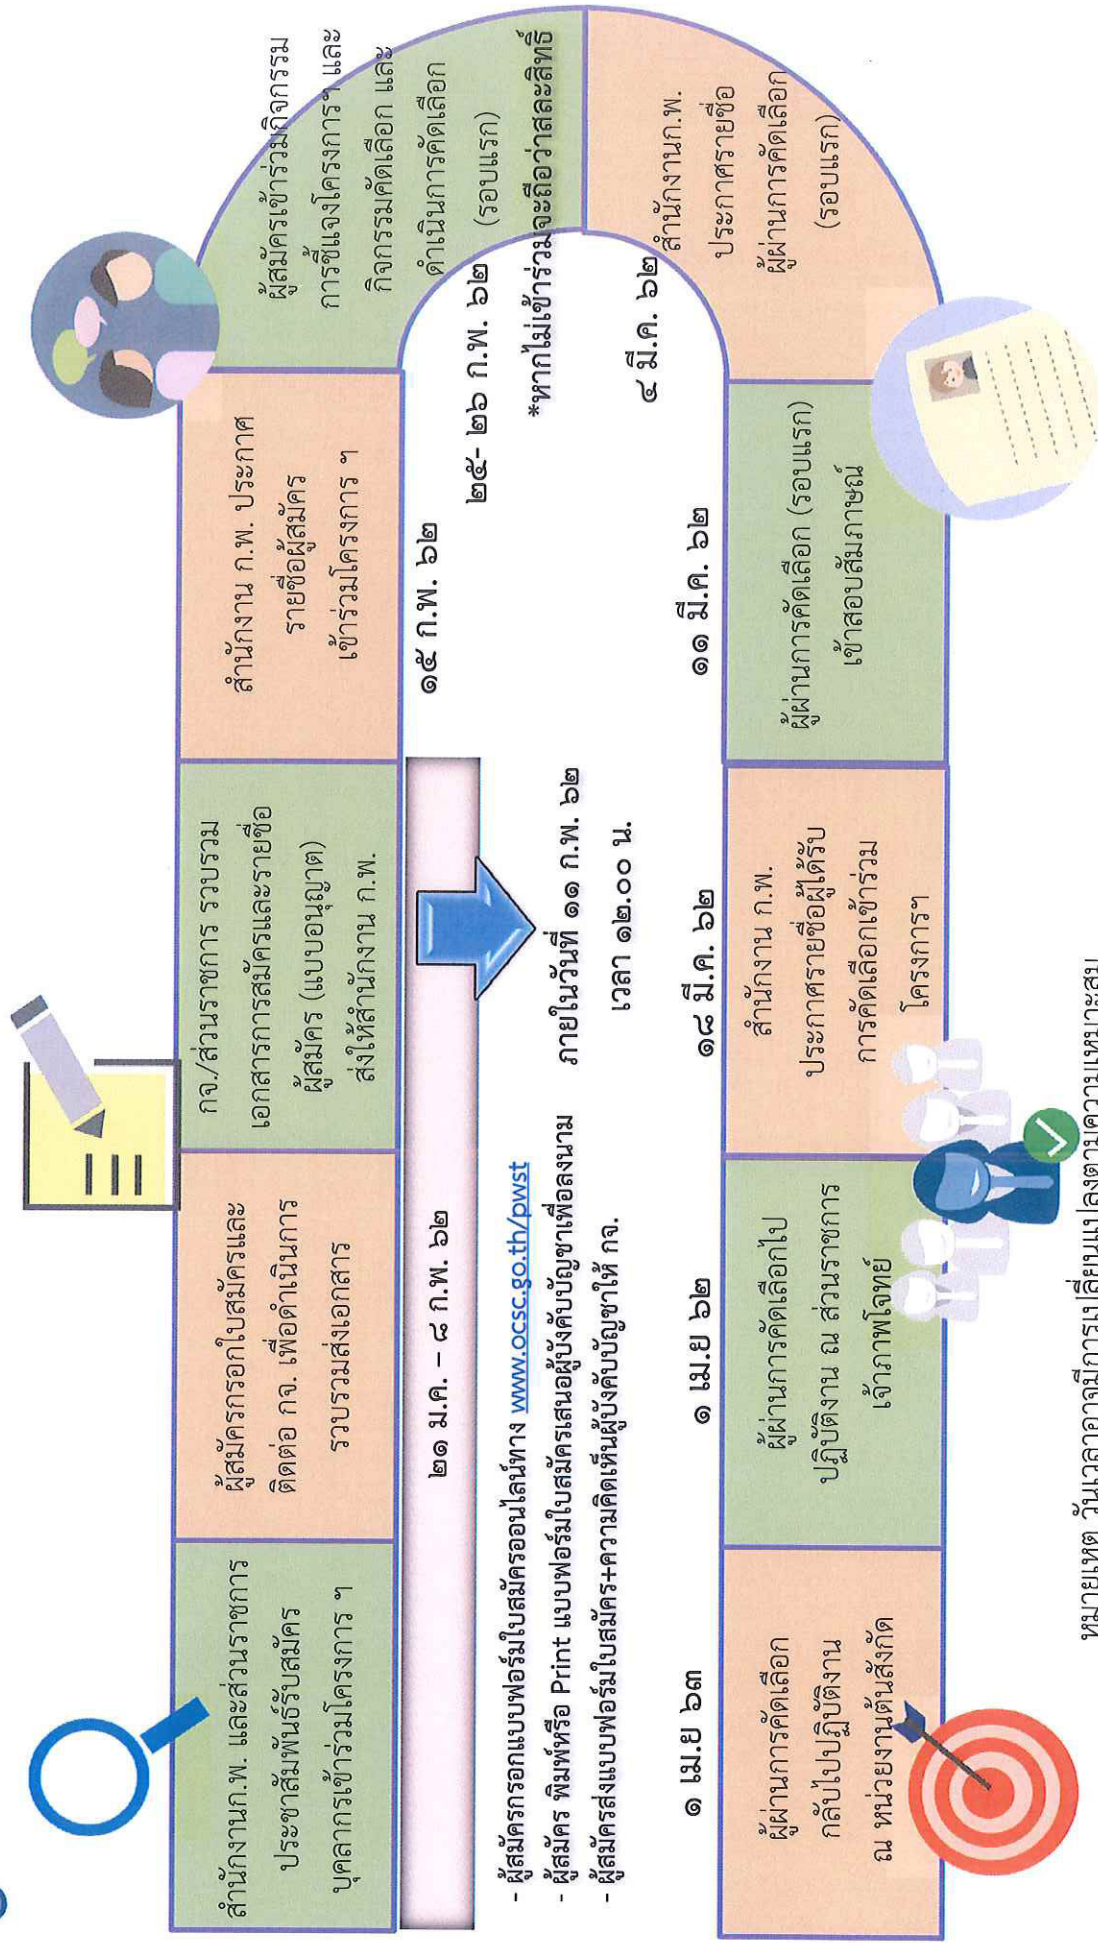 สำนักงานก.พ. และส่วนราชการ
ประชาสัมพันธ์รับสมัคร
บุคลากรเข้าร่วมโครงการ ฯ
ผู้สมัครกรอกใบสมัครและ
ติดต่อ กจ. เพื่อดำเนินการ
รวบรวมส่งเอกสาร
กจ./ส่วนราชการ รวบรวม
เอกสารการสมัครและรายชื่อ
ผู้สมัคร (แบบอนุญาต)
ส่งให้สำนักงาน ก.พ.
สำนักงาน ก.พ. ประกาศ
รายชื่อผู้สมัคร
เข้าร่วมโครงการ ฯ
ผู้สมัครเข้าร่วมกิจกรรม
การชี้แจงโครงการฯ และ
กิจกรรมคัดเลือก และ
ดำเนินการคัดเลือก
(รอบแรก)
๒๑ ม.ค. – ๘ ก.พ. ๖๒
๑๕ ก.พ. ๖๒
๒๕- ๒๖ ก.พ. ๖๒
*หากไม่เข้าร่วมจะถือว่าสละสิทธิ์
- ผู้สมัครกรอกแบบฟอร์มใบสมัครออนไลน์ทาง www.ocsc.go.th/pwst
- ผู้สมัคร พิมพ์หรือ Print แบบฟอร์มใบสมัครเสนอผู้บังคับบัญชาเพื่อลงนาม
- ผู้สมัครส่งแบบฟอร์มใบสมัคร+ความคิดเห็นผู้บังคับบัญชาให้ กจ.
ภายในวันที่ ๑๑ ก.พ. ๖๒
เวลา ๑๒.๐๐ น.
๔ มี.ค. ๖๒
สำนักงานก.พ.
ประกาศรายชื่อ
ผู้ผ่านการคัดเลือก
(รอบแรก)
๑๑ มี.ค. ๖๒
ผู้ผ่านการคัดเลือก (รอบแรก)
เข้าสอบสัมภาษณ์
๑๘ มี.ค. ๖๒
สำนักงาน ก.พ.
ประกาศรายชื่อผู้ได้รับ
การคัดเลือกเข้าร่วม
โครงการฯ
๑ เม.ย ๖๒
ผู้ผ่านการคัดเลือกไป
ปฏิบัติงาน ณ ส่วนราชการ
เจ้าภาพโจทย์
๑ เม.ย ๖๓
ผู้ผ่านการคัดเลือก
กลับไปปฏิบัติงาน
ณ หน่วยงานต้นสังกัด
หมายเหตุ วันเวลาอาจมีการเปลี่ยนแปลงตามความเหมาะสม